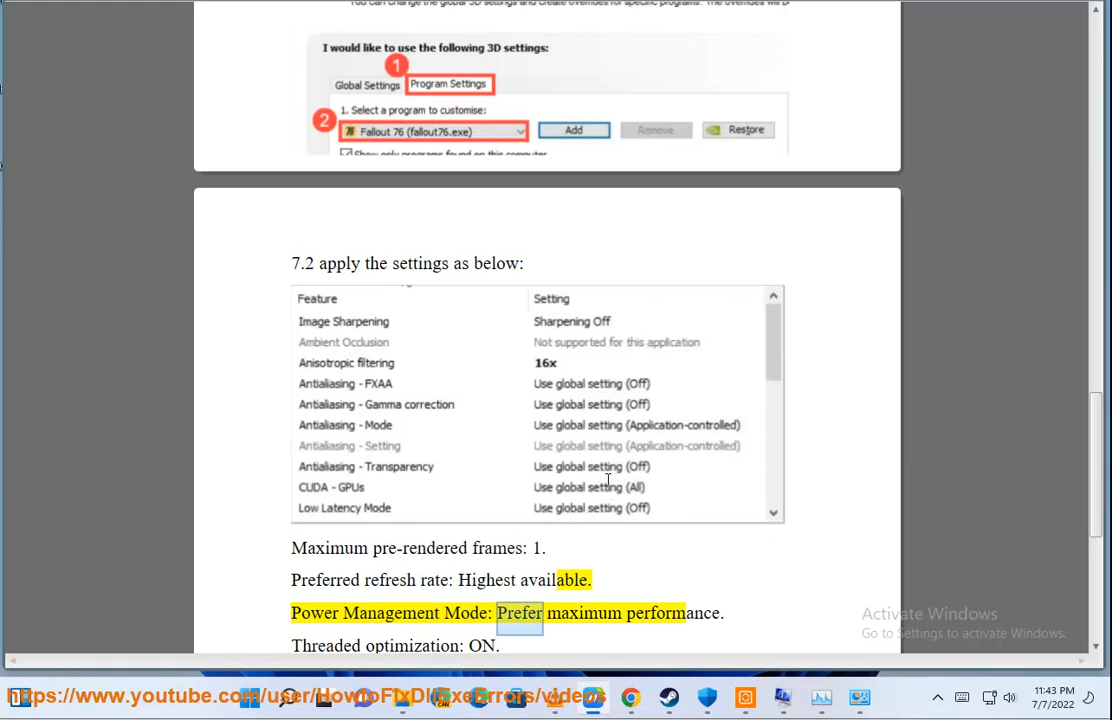 You can change the global 3D settings and create overrides for specific programs. The overrides will b
I would like to use the following 3D settings:
1
Global Settings Program Settings
1. Select a program to customise:
2
Fallout 76 (fallout76.exe) Add Remove Restore
Show only programs found on this computer
7.2 apply the settings as below:
Feature Setting
Image Sharpening Sharpening Off
Ambient Occlusion Not supported for this application
Anisotropic filtering 16x
Antialiasing - FXAA Use global setting (Off)
Antialiasing - Gamma correction Use global setting (Off)
Antialiasing - Mode Use global setting (Application-controlled)
Antialiasing - Setting Use global setting (Application-controlled)
Antialiasing - Transparency Use global setting (Off)
CUDA - GPUs Use global setting (All)
Low Latency Mode Use global setting (Off)
Maximum pre-rendered frames: 1.
Preferred refresh rate: Highest available.
Power Management Mode: Prefer maximum performance.
Threaded optimization: ON.
Activate Windows
Go to Settings to activate Windows.
https://www.youtube.com/user/HowtoFixDllExeErrors/videos
11:43 PM
7/7/2022